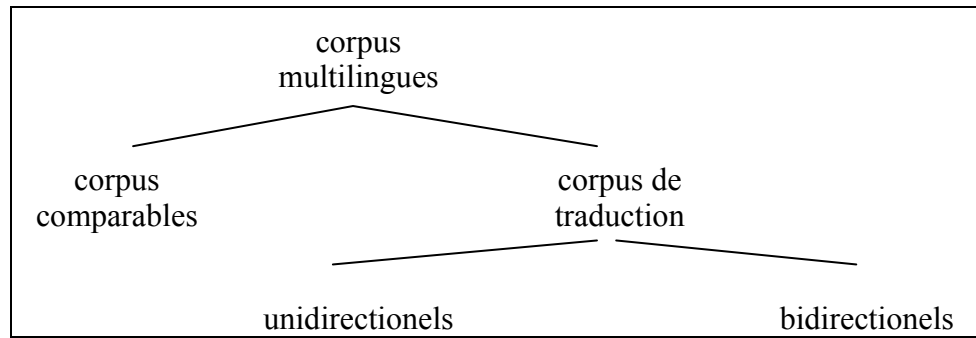 corpus
multilingues
corpus
comparables
corpus de
traduction
unidirectionels
bidirectionels